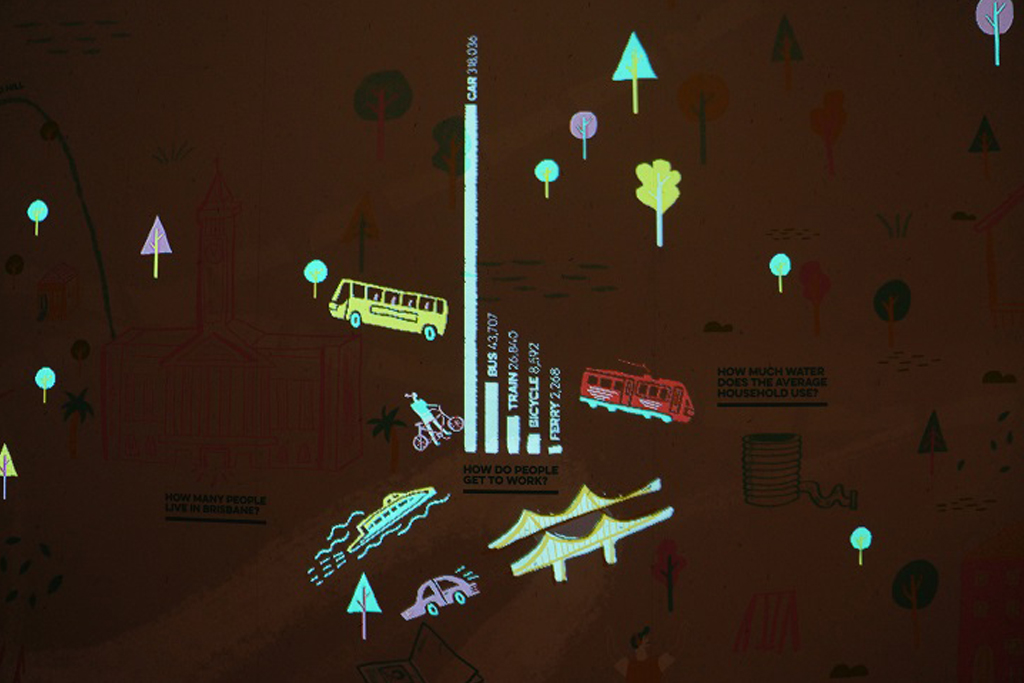 CAR 318,036
BUS 43,707
TRAIN 26,840
BICYCLE 8,592
FERRY 2,268
HOW DO PEOPLE
GET TO WORK?
HOW MUCH WATER
DOES THE AVERAGE
HOUSEHOLD USE?
HOW MANY PEOPLE
LIVE IN BRISBANE?